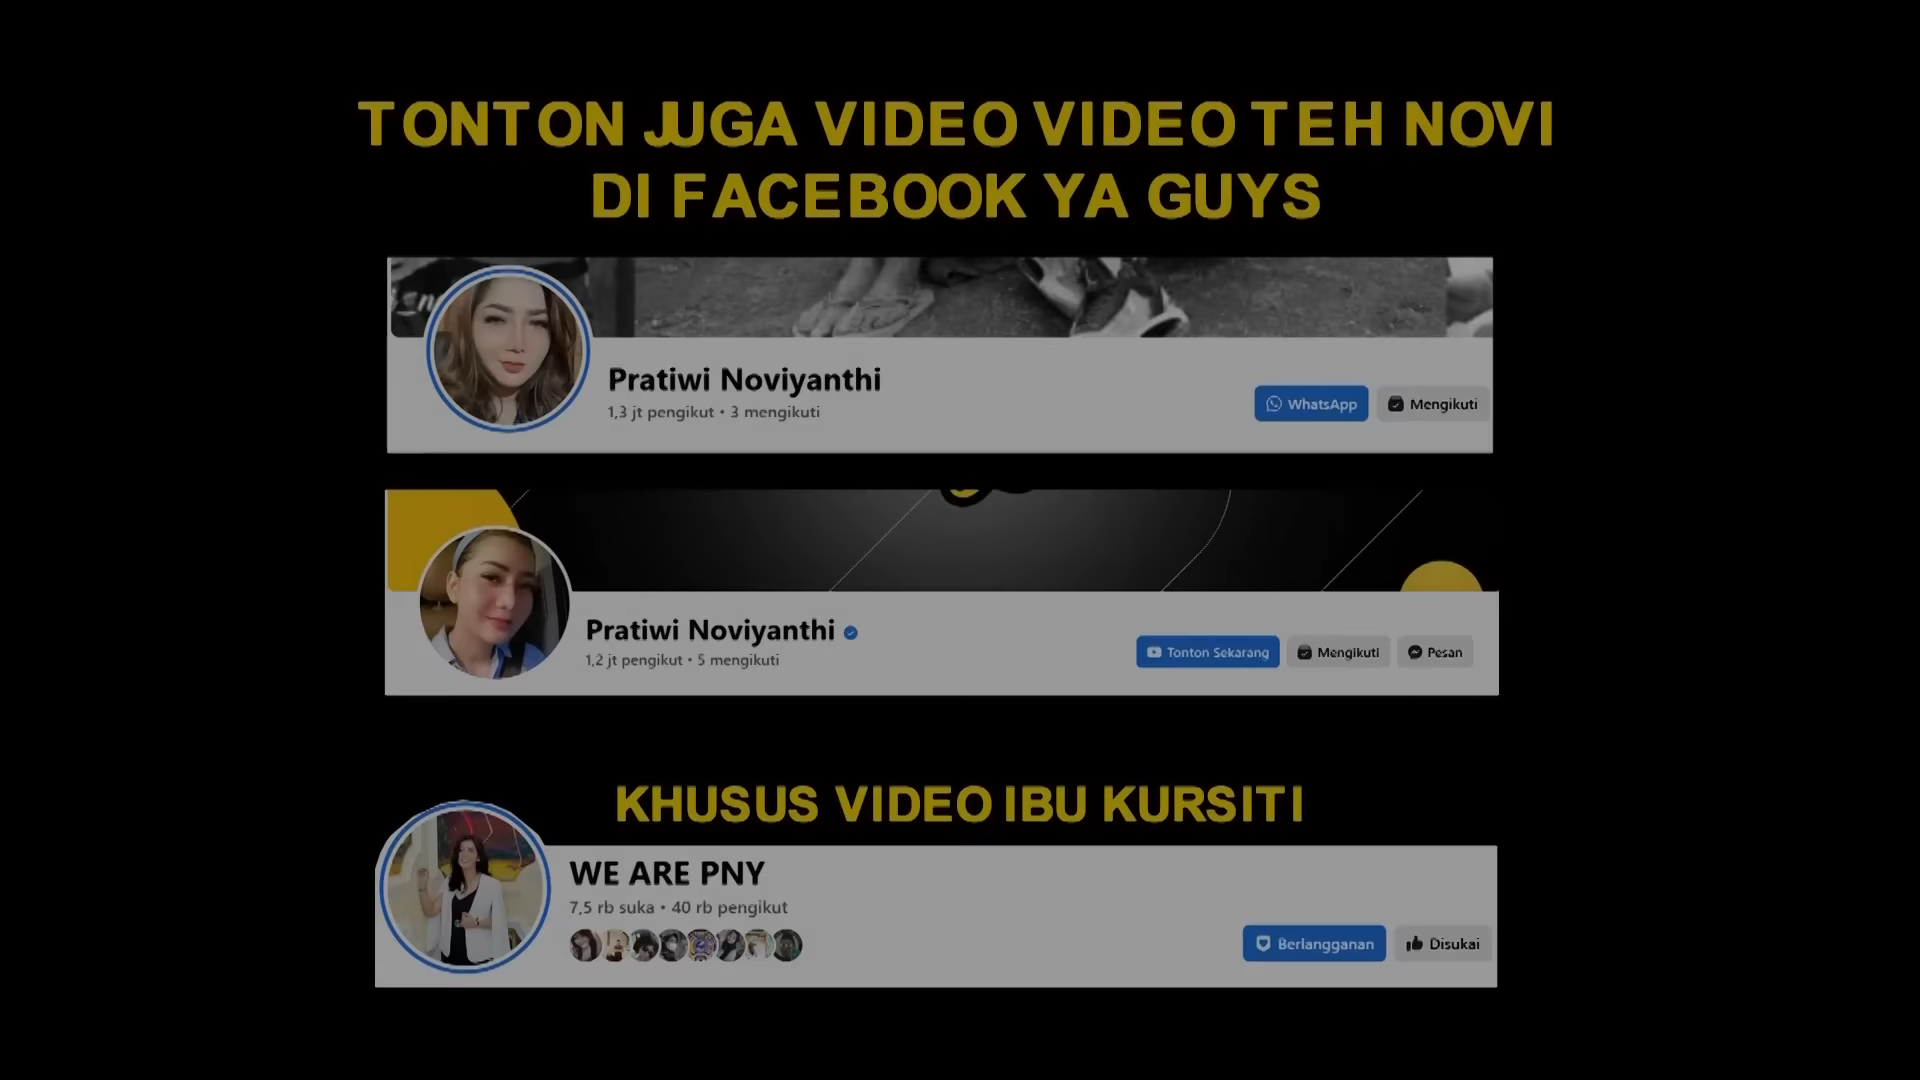 TONTON JUGA VIDEO VIDEO TEH NOVI
DI FACEBOOK YA GUYS
Pratiwi Noviyanthi
1,3 jt pengikut • 3 mengikuti
WhatsApp
Mengikuti
Pratiwi Noviyanthi
1,2 jt pengikut • 5 mengikuti
Tonton Sekarang
Mengikuti
Pesan
KHUSUS VIDEO IBU KURSITI
WE ARE PNY
7,5 rb suka • 40 rb pengikut
Berlangganan
Disukai